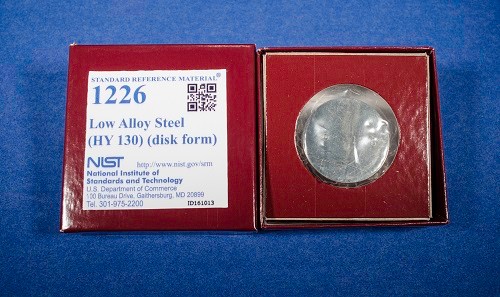 STANDARD REFERENCE MATERIAL®
1226
Low Alloy Steel
(HY 130) (disk form)
NIST http://www.nist.gov/srm
National Institute of
Standards and Technology
U.S. Department of Commerce
100 Bureau Drive, Gaithersburg, MD 20899
Tel. 301-975-2200 ID161013